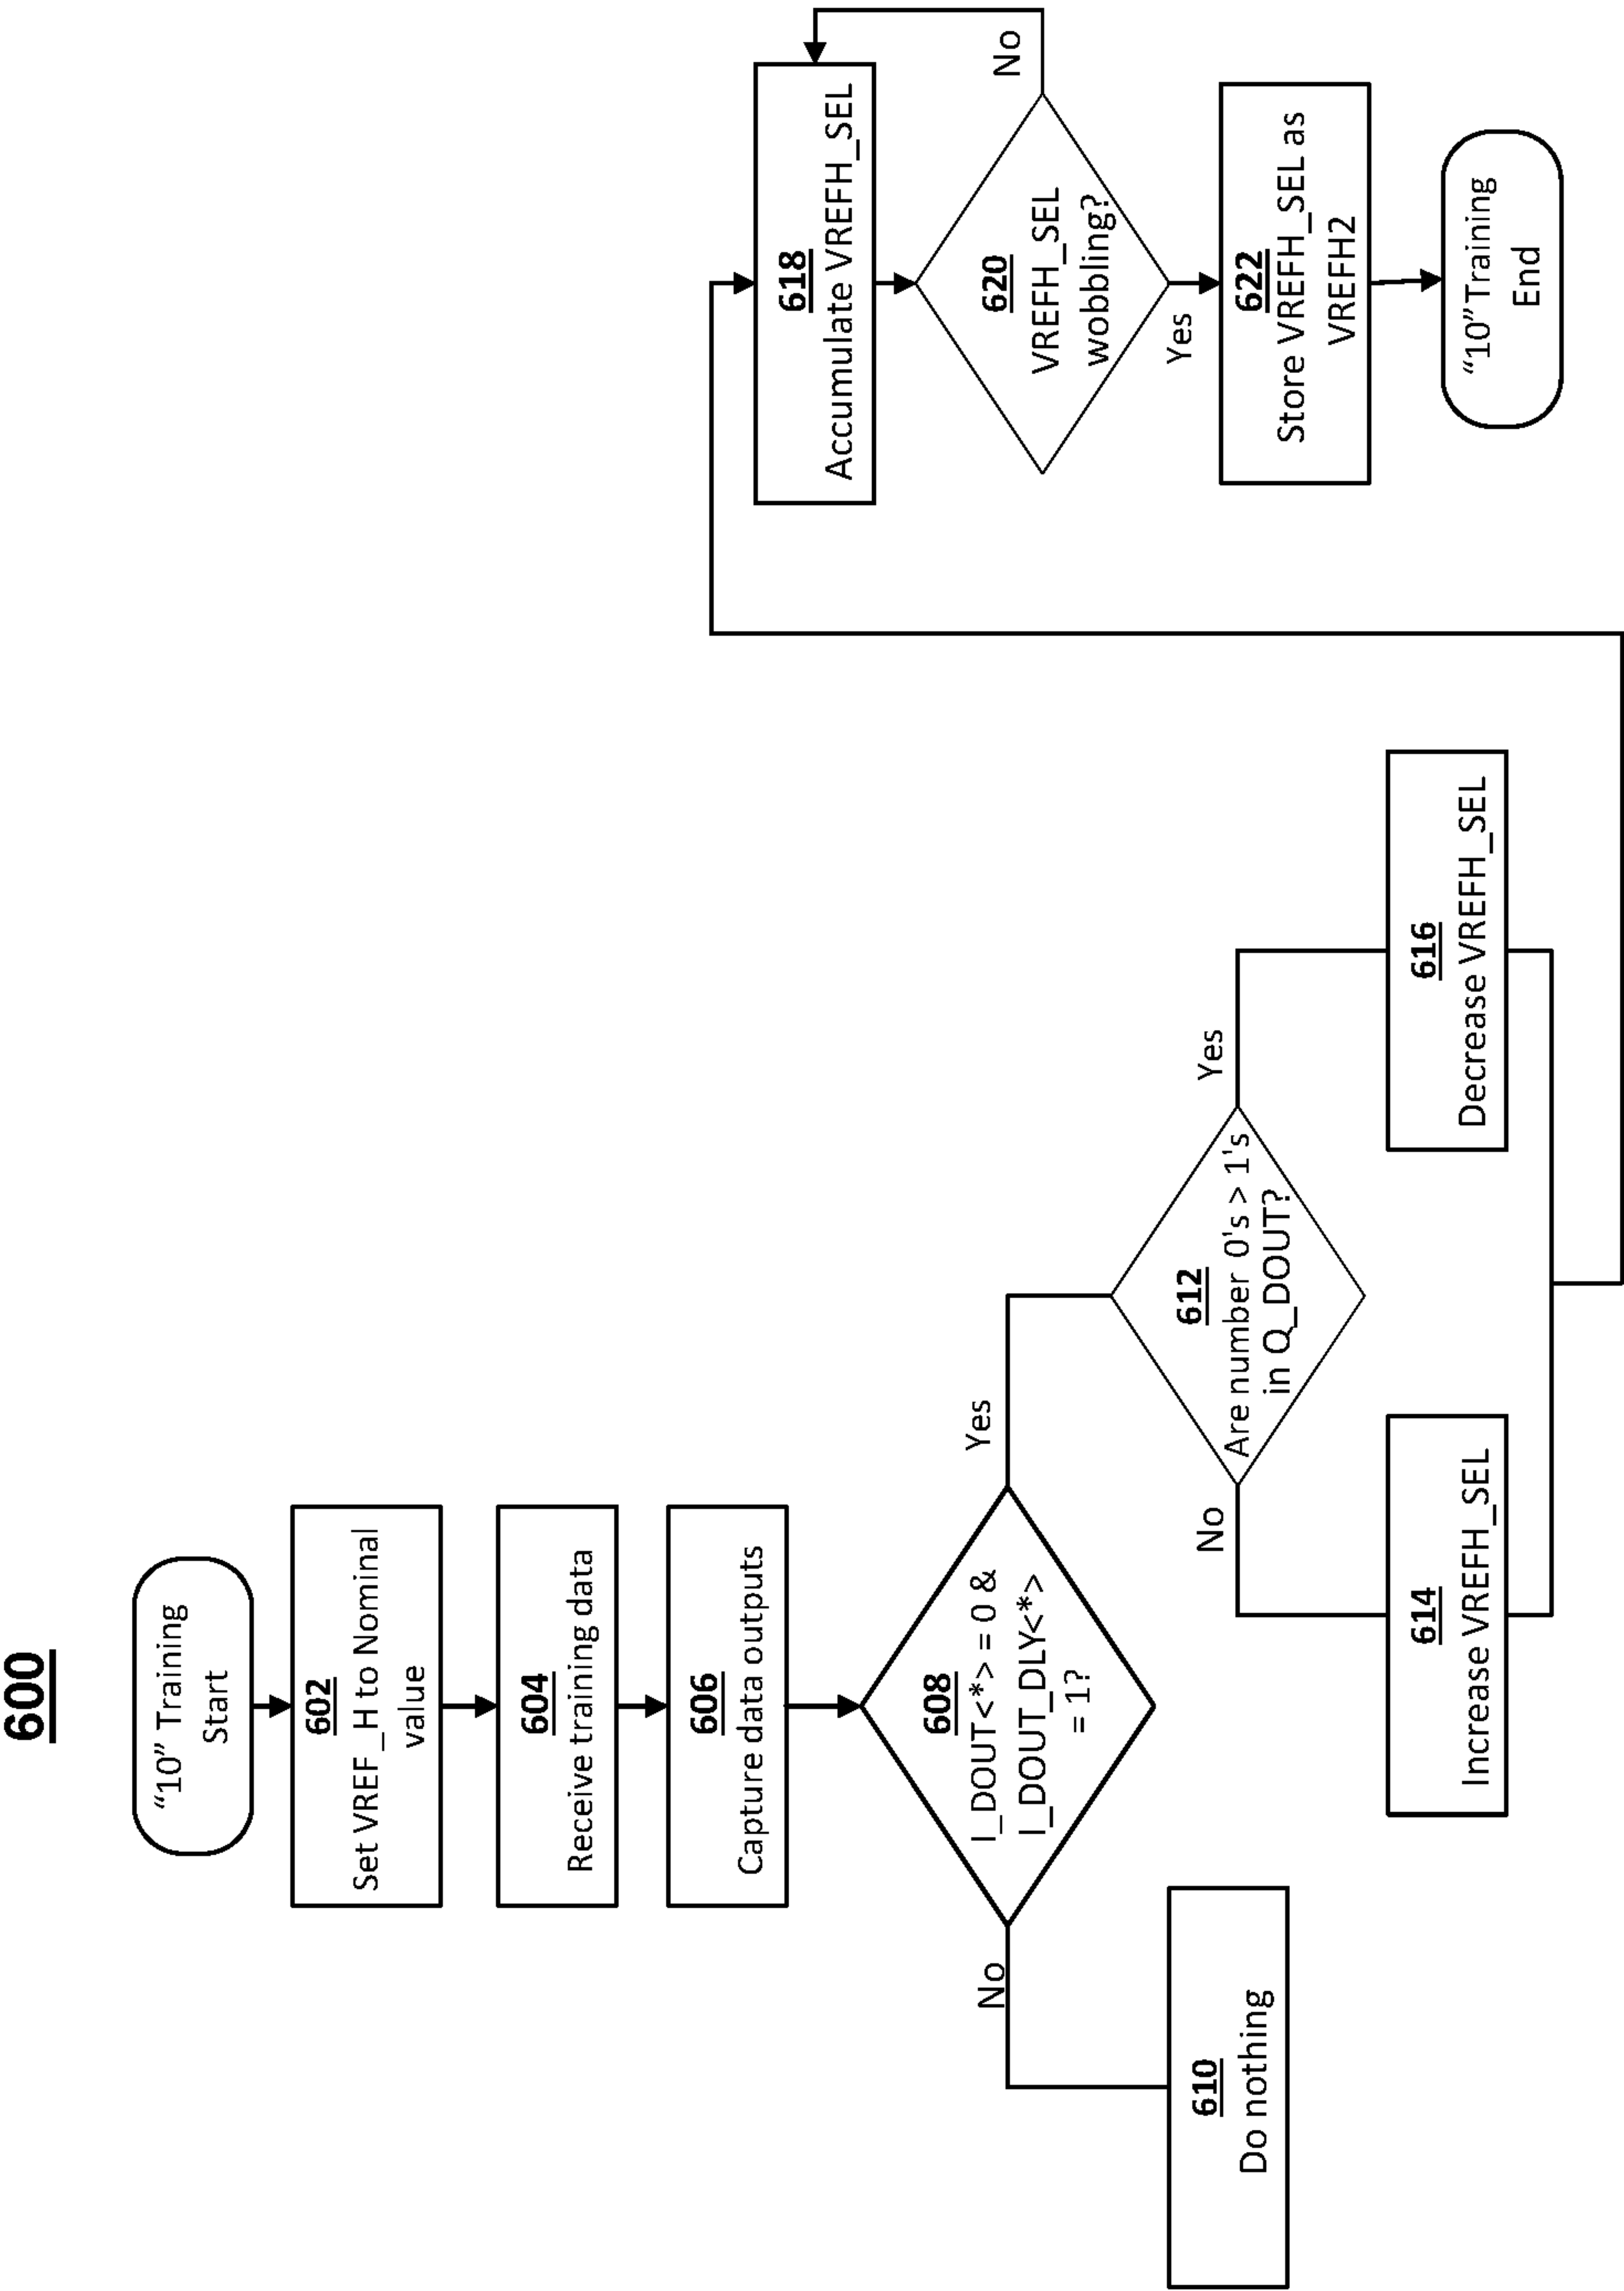 600
“10” Training
Start
602
Set VREF_H to Nominal
value
604
Receive training data
606
Capture data outputs
608
I_DOUT<*> = 0 &
I_DOUT_DLY<*>
= 1?
No
Yes
610
Do nothing
612
Are number 0's > 1's
in Q_DOUT?
No
Yes
614
Increase VREFH_SEL
616
Decrease VREFH_SEL
618
Accumulate VREFH_SEL
620
VREFH_SEL
wobbling?
No
Yes
622
Store VREFH_SEL as
VREFH2
“10”Training
End